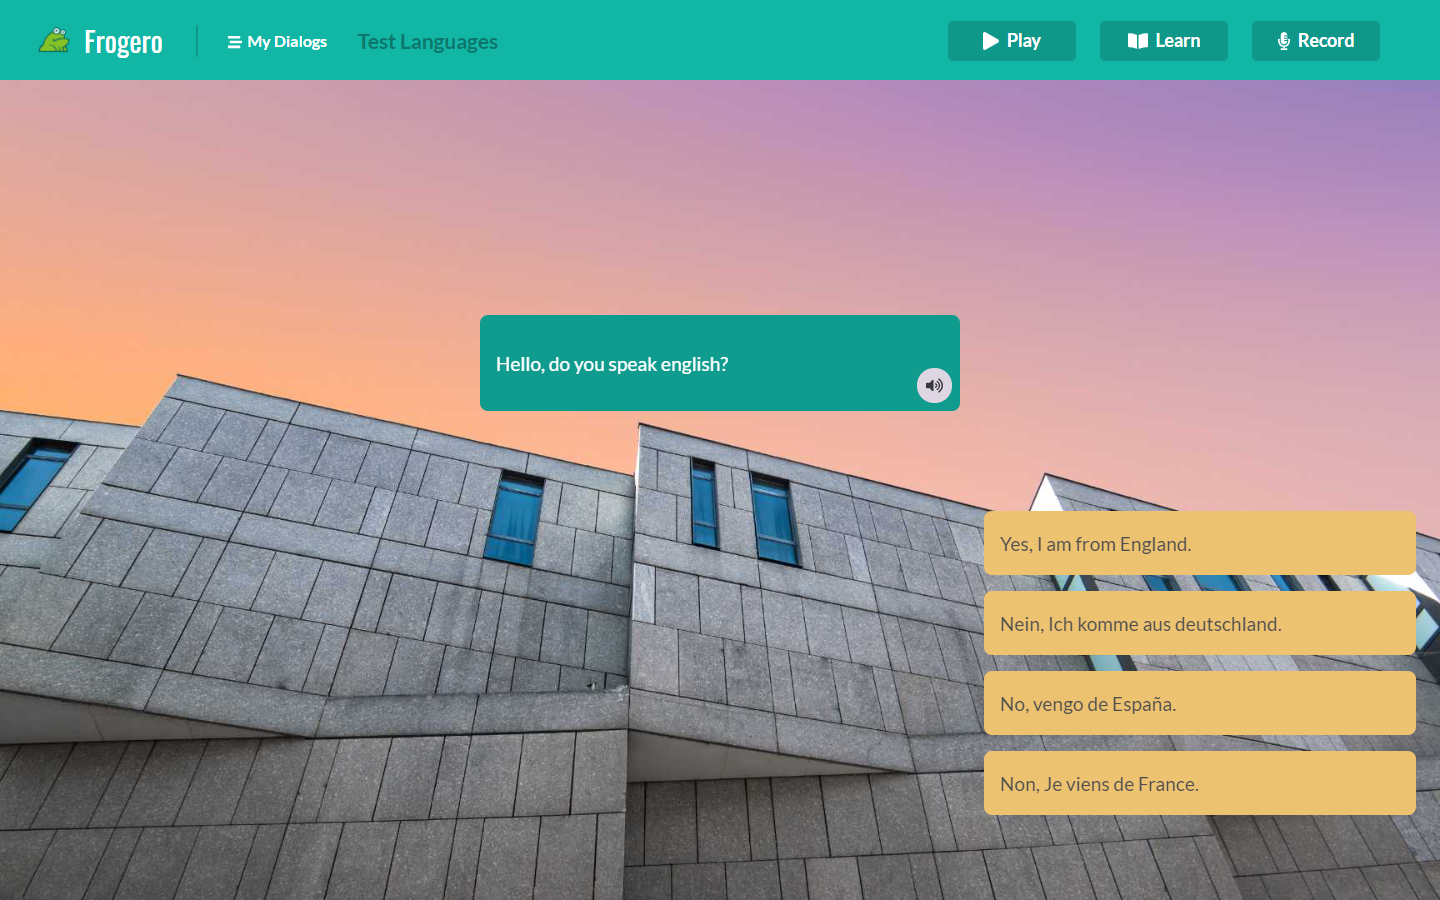 Frogero
My Dialogs
Test Languages
Play
Learn
Record
Hello, do you speak english?
Yes, I am from England.
Nein, Ich komme aus deutschland.
No, vengo de España.
Non, Je viens de France.